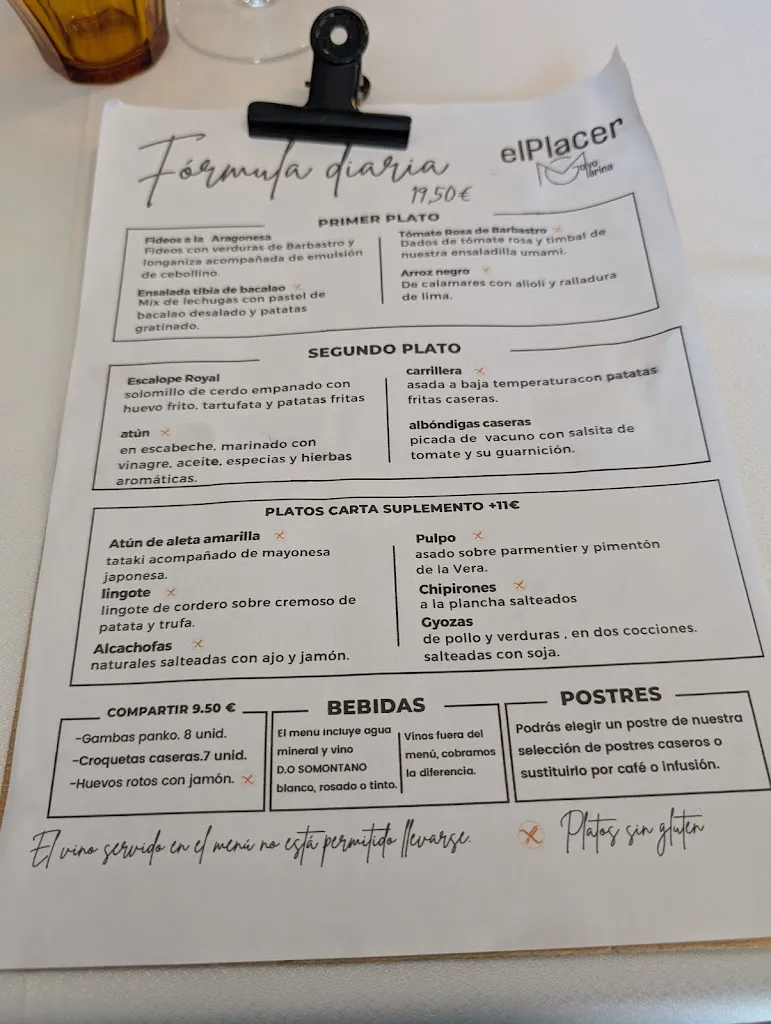 Fórmula diaria
19,50€
elPlacer
PRIMER PLATO
Fideos a la Aragonesa
Fideos con verduras de Barbastro y
longaniza acompañada de emulsión
de cebollino.
Ensalada tibia de bacalao
Mix de lechugas con pastel de
bacalao desalado y patatas
gratinado.
Tómate Rosa de Barbastro
Dados de tómate rosa y timbal de
nuestra ensaladilla umami.
Arroz negro
De calamares con alioli y ralladura
de lima.
SEGUNDO PLATO
Escalope Royal
solomillo de cerdo empanado con
huevo frito, tartufata y patatas fritas
atún
en escabeche, marinado con
vinagre, aceite, especias y hierbas
aromáticas.
carrillera
asada a baja temperaturacon patatas
fritas caseras.
albóndigas caseras
picada de vacuno con salsita de
tomate y su guarnición.
PLATOS CARTA SUPLEMENTO +11€
Atún de aleta amarilla
tataki acompañado de mayonesa
japonesa.
lingote
lingote de cordero sobre cremoso de
patata y trufa.
Alcachofas
naturales salteadas con ajo y jamón.
Pulpo
asado sobre parmentier y pimentón
de la Vera.
Chipirones
a la plancha salteados
Gyozas
de pollo y verduras , en dos cocciones.
salteadas con soja.
COMPARTIR 9.50 €
-Gambas panko. 8 unid.
-Croquetas caseras.7 unid.
-Huevos rotos con jamón.
BEBIDAS
El menú incluye agua
mineral y vino
D.O SOMONTANO
blanco, rosado o tinto.
Vinos fuera del
menú, cobramos
la diferencia.
POSTRES
Podrás elegir un postre de nuestra
selección de postres caseros o
sustituirlo por café o infusión.
El vino servido en el menú no está permitido llevarse.
Platos sin gluten